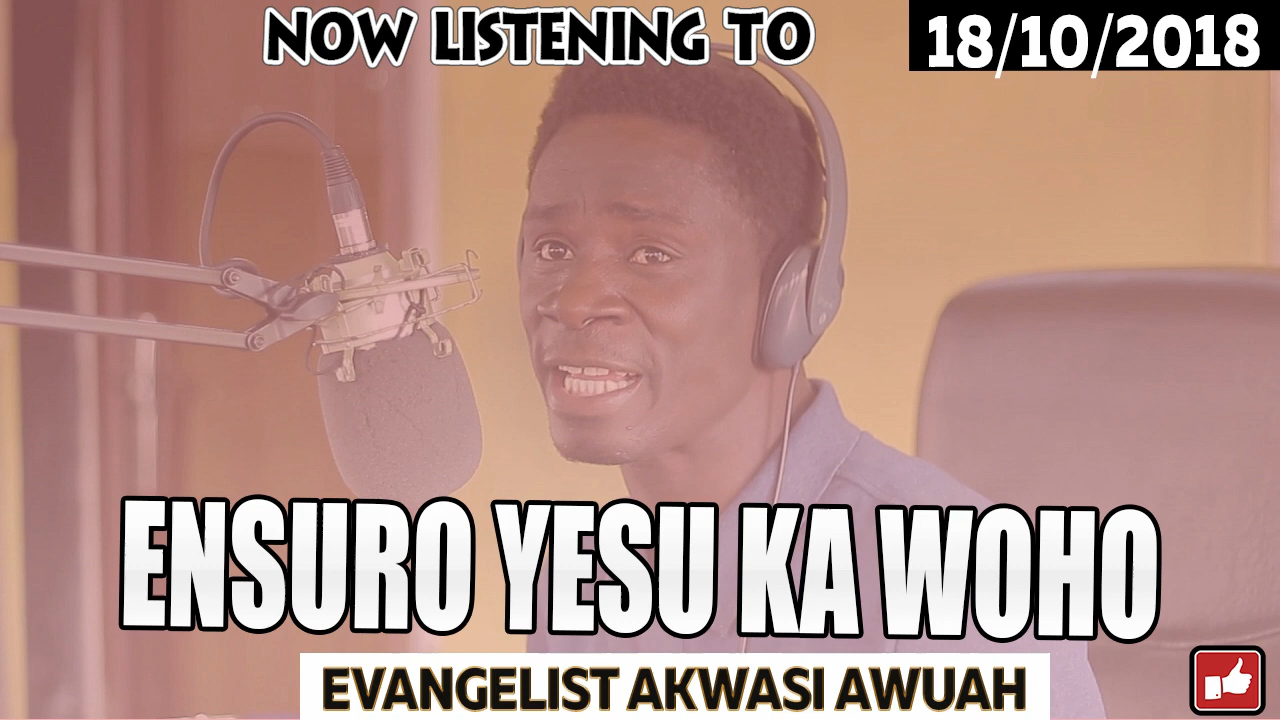 NOW LISTENING TO
18/10/2018
ENSURO YESU KA WOHO
EVANGELIST AKWASI AWUAH